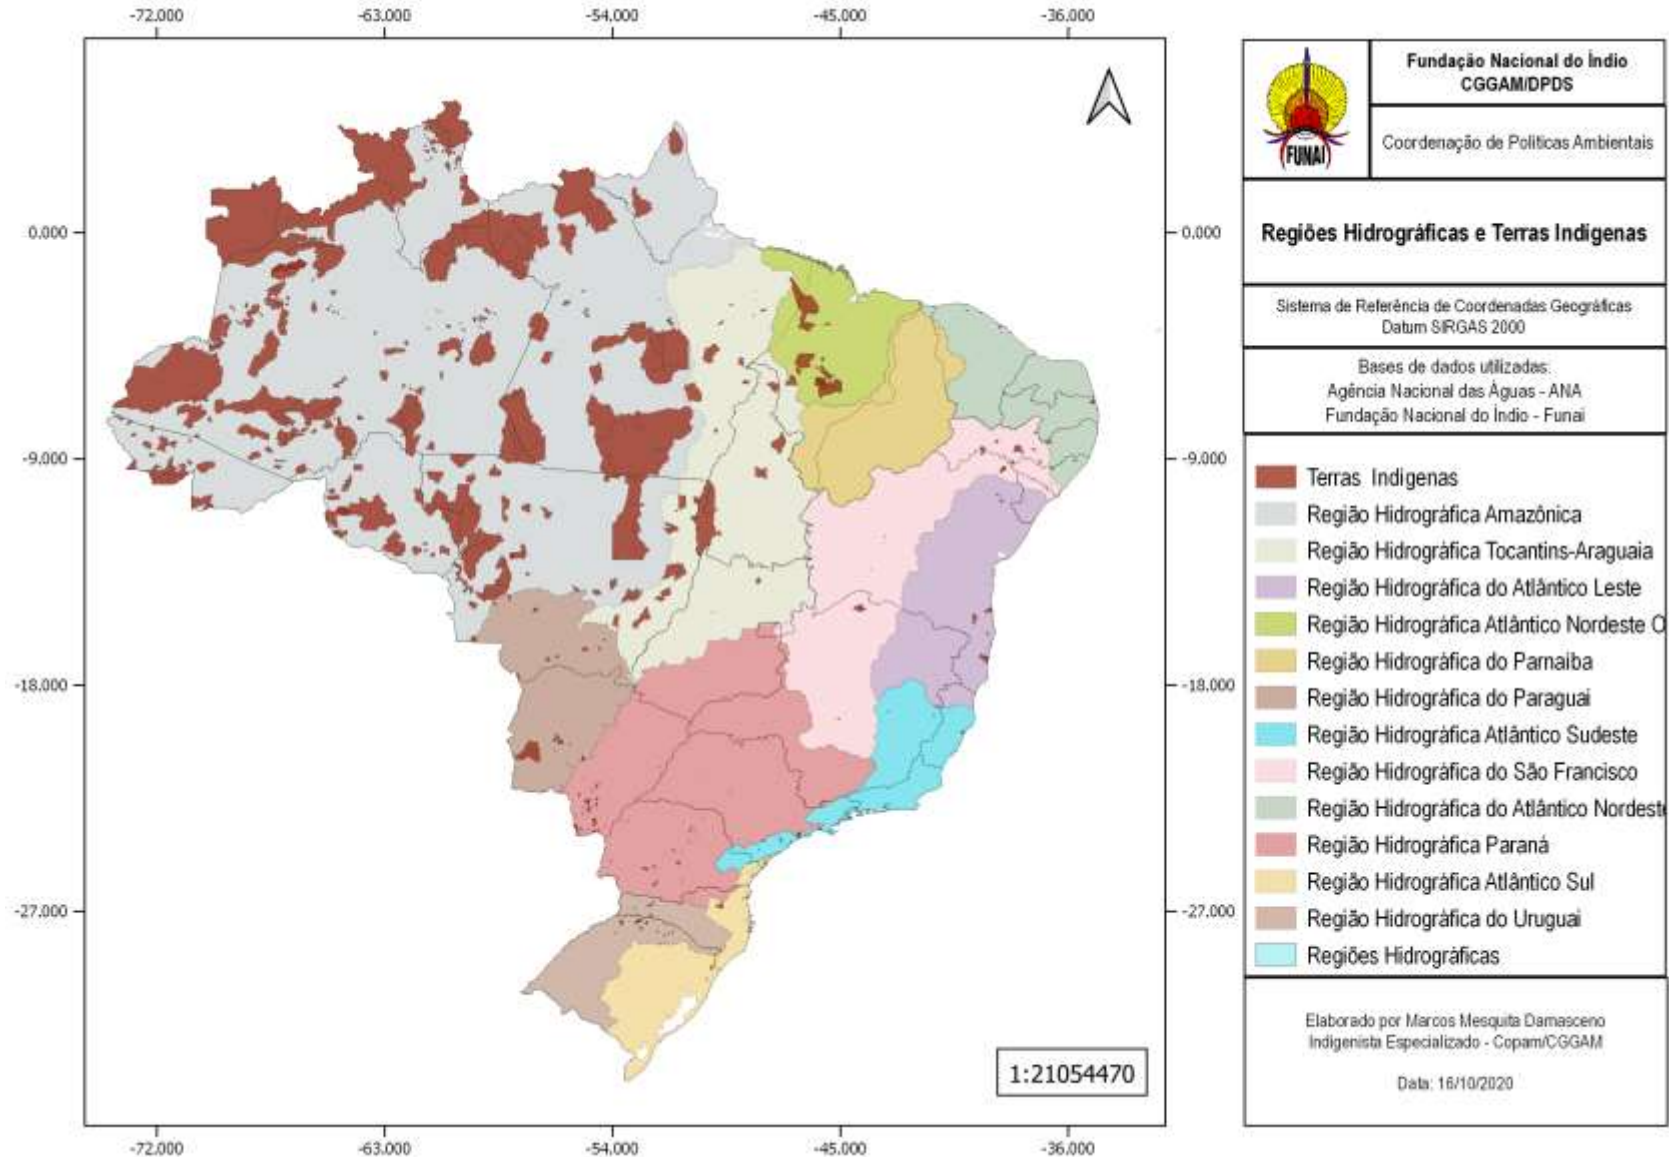 -72.000 -63.000 -54.000 -45.000 -36.000
0.000 0.000
-9.000 -9.000
-18.000 -18.000
-27.000 -27.000
1:21054470
-72.000 -63.000 -54.000 -45.000 -36.000
FUNAI
Fundação Nacional do Índio
CGGAM/DPDS
Coordenação de Políticas Ambientais
Regiões Hidrográficas e Terras Indígenas
Sistema de Referência de Coordenadas Geográficas
Datum SIRGAS 2000
Bases de dados utilizadas:
Agência Nacional das Águas - ANA
Fundação Nacional do Índio - Funai
Terras Indígenas
Região Hidrográfica Amazônica
Região Hidrográfica Tocantins-Araguaia
Região Hidrográfica do Atlântico Leste
Região Hidrográfica Atlântico Nordeste O
Região Hidrográfica do Parnaíba
Região Hidrográfica do Paraguai
Região Hidrográfica Atlântico Sudeste
Região Hidrográfica do São Francisco
Região Hidrográfica do Atlântico Nordeste
Região Hidrográfica Paraná
Região Hidrográfica Atlântico Sul
Região Hidrográfica do Uruguai
Regiões Hidrográficas
Elaborado por Marcos Mesquita Damasceno
Indigenista Especializado - Copam/CGGAM
Data: 16/10/2020